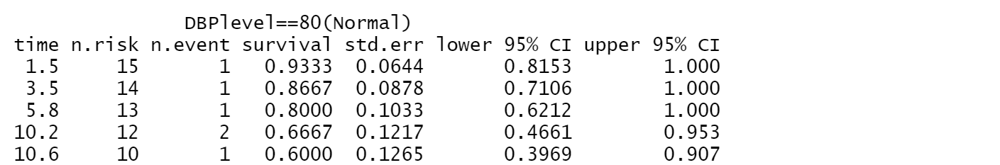 DBPlevel==80(Normal)
time n.risk n.event survival std.err lower 95% CI upper 95% CI
1.5 15 1 0.9333 0.0644 0.8153 1.000
3.5 14 1 0.8667 0.0878 0.7106 1.000
5.8 13 1 0.8000 0.1033 0.6212 1.000
10.2 12 2 0.6667 0.1217 0.4661 0.953
10.6 10 1 0.6000 0.1265 0.3969 0.907